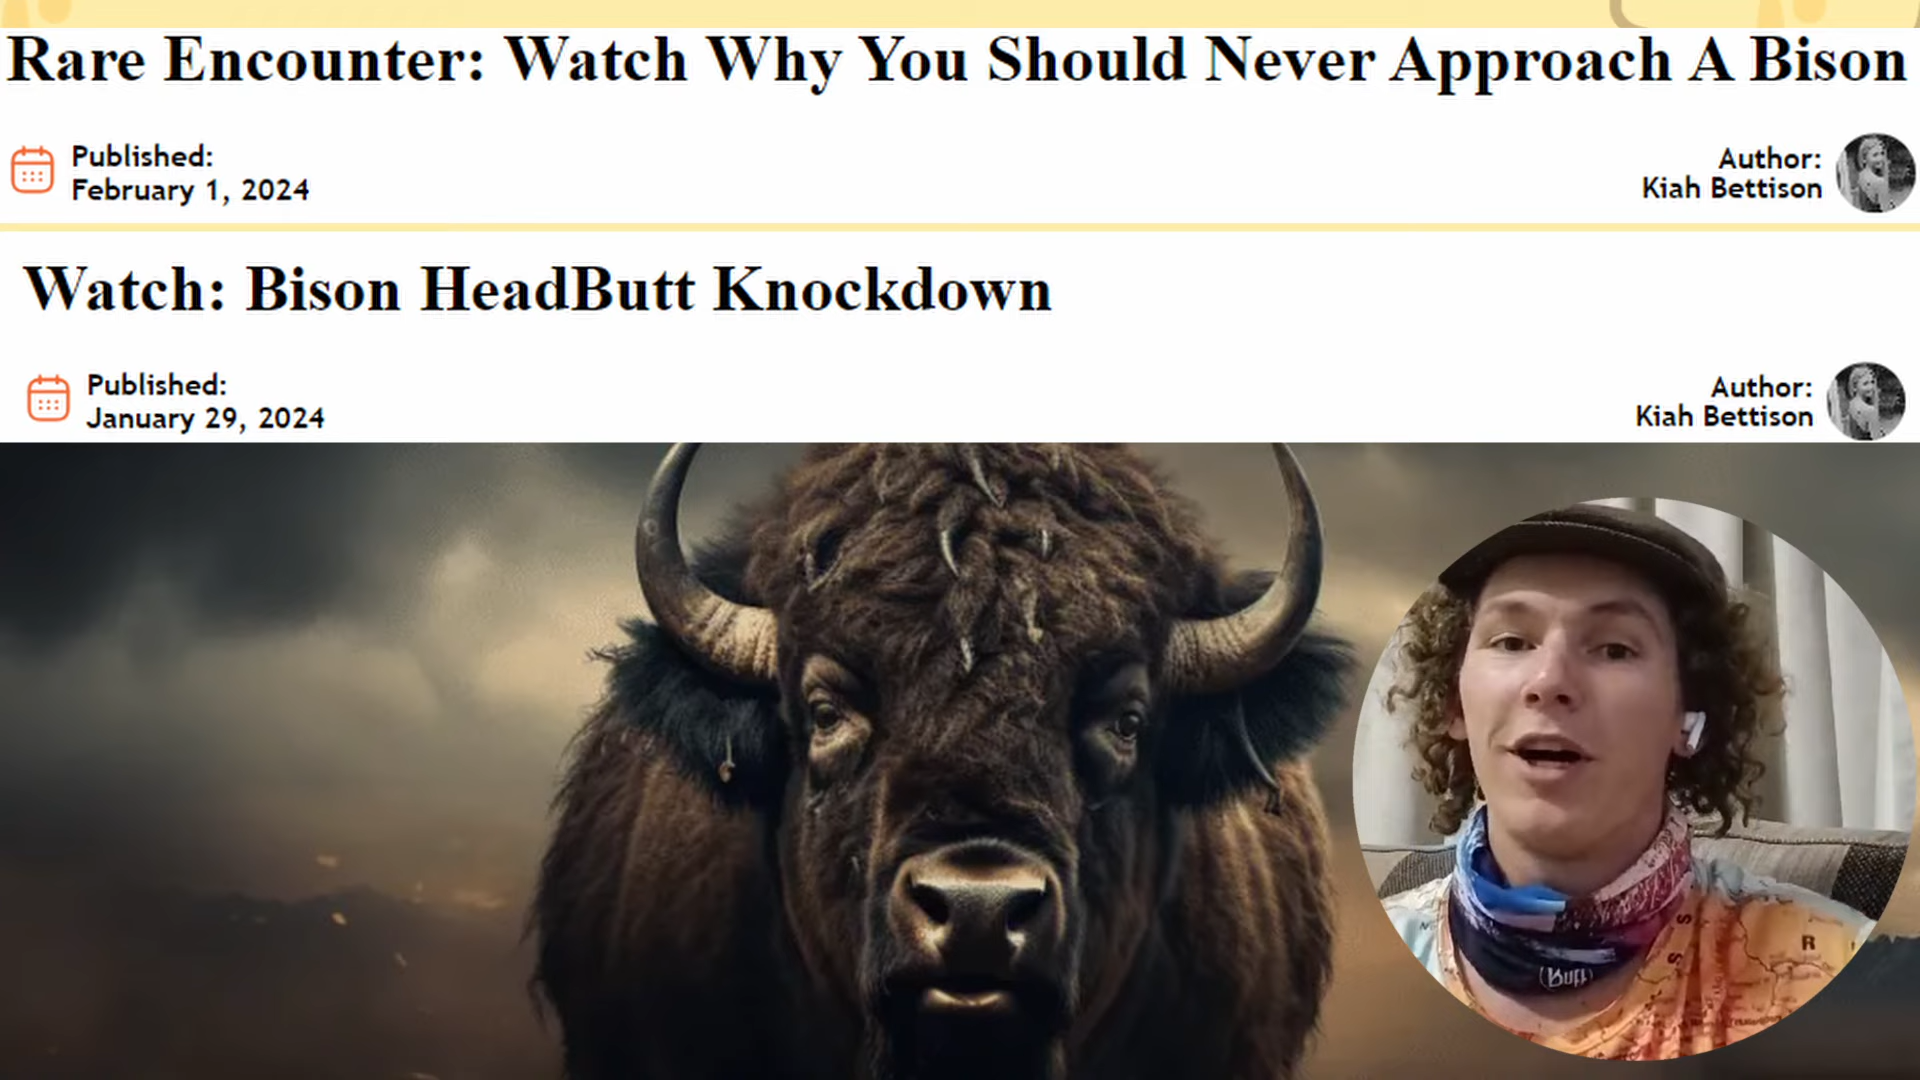 Rare Encounter: Watch Why You Should Never Approach A Bison
Published:
February 1, 2024
Author:
Kiah Bettison
Watch: Bison HeadButt Knockdown
Published:
January 29, 2024
Author:
Kiah Bettison
R
S
S
Buff